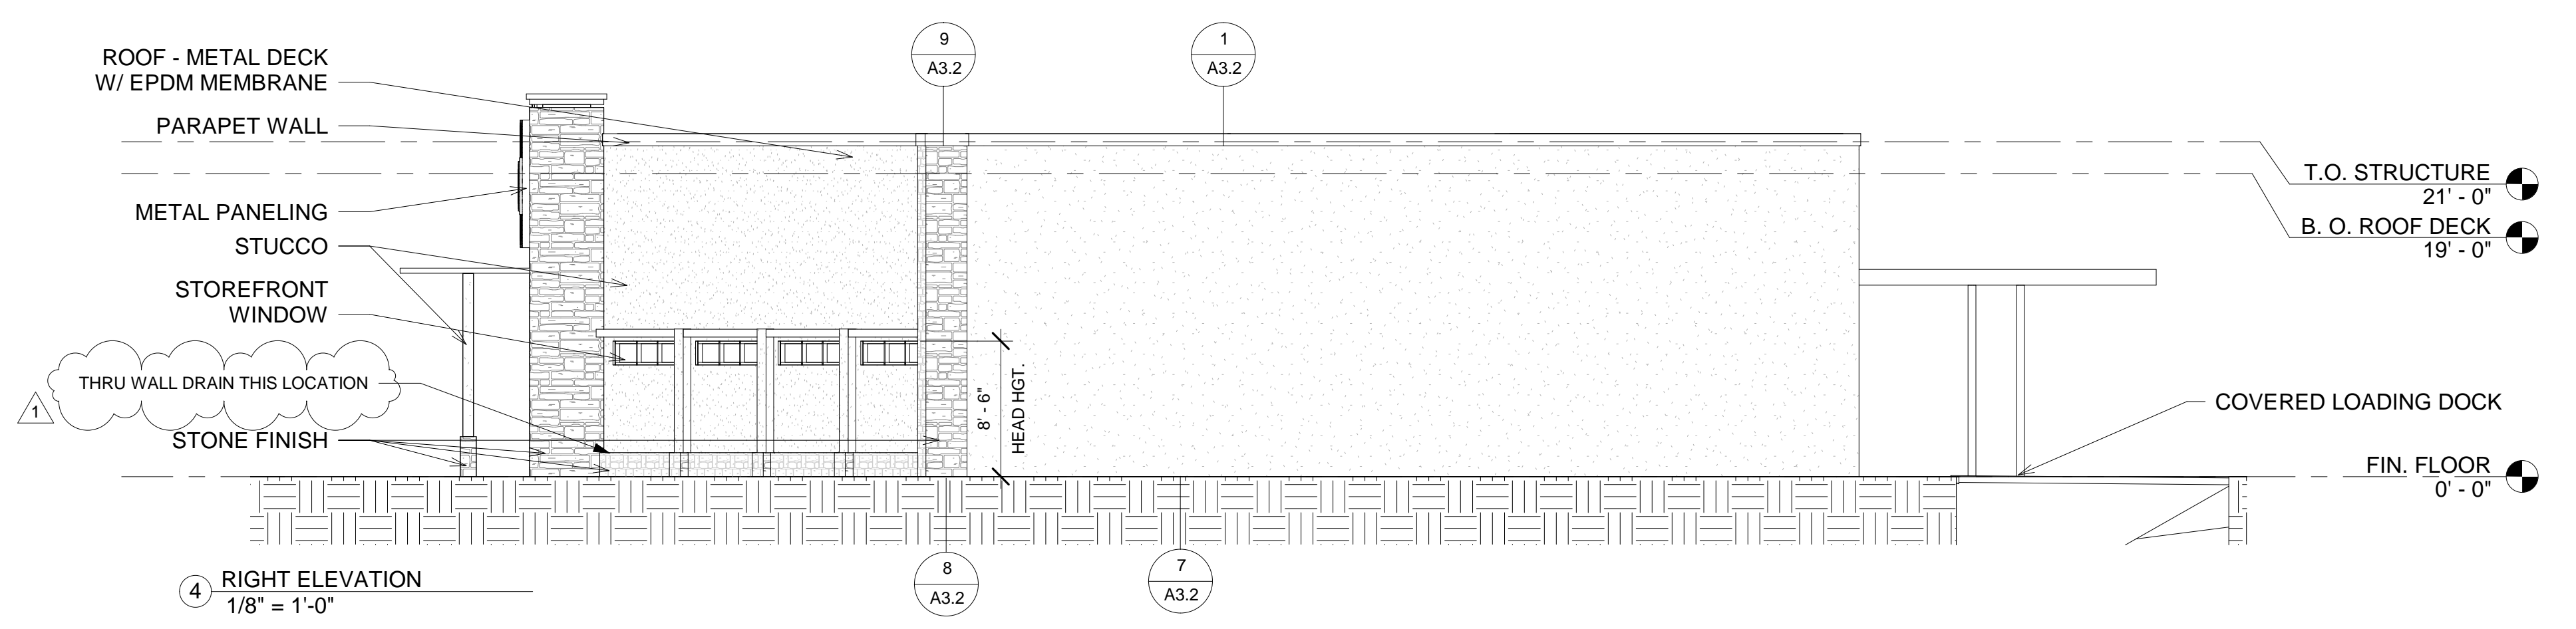 9
A3.2
1
A3.2
ROOF - METAL DECK
W/ EPDM MEMBRANE
PARAPET WALL
METAL PANELING
STUCCO
STOREFRONT
WINDOW
THRU WALL DRAIN THIS LOCATION
1
STONE FINISH
8' - 6"
HEAD HGT.
T.O. STRUCTURE
21' - 0"
B. O. ROOF DECK
19' - 0"
COVERED LOADING DOCK
FIN. FLOOR
0' - 0"
8
A3.2
7
A3.2
4
RIGHT ELEVATION
1/8" = 1'-0"